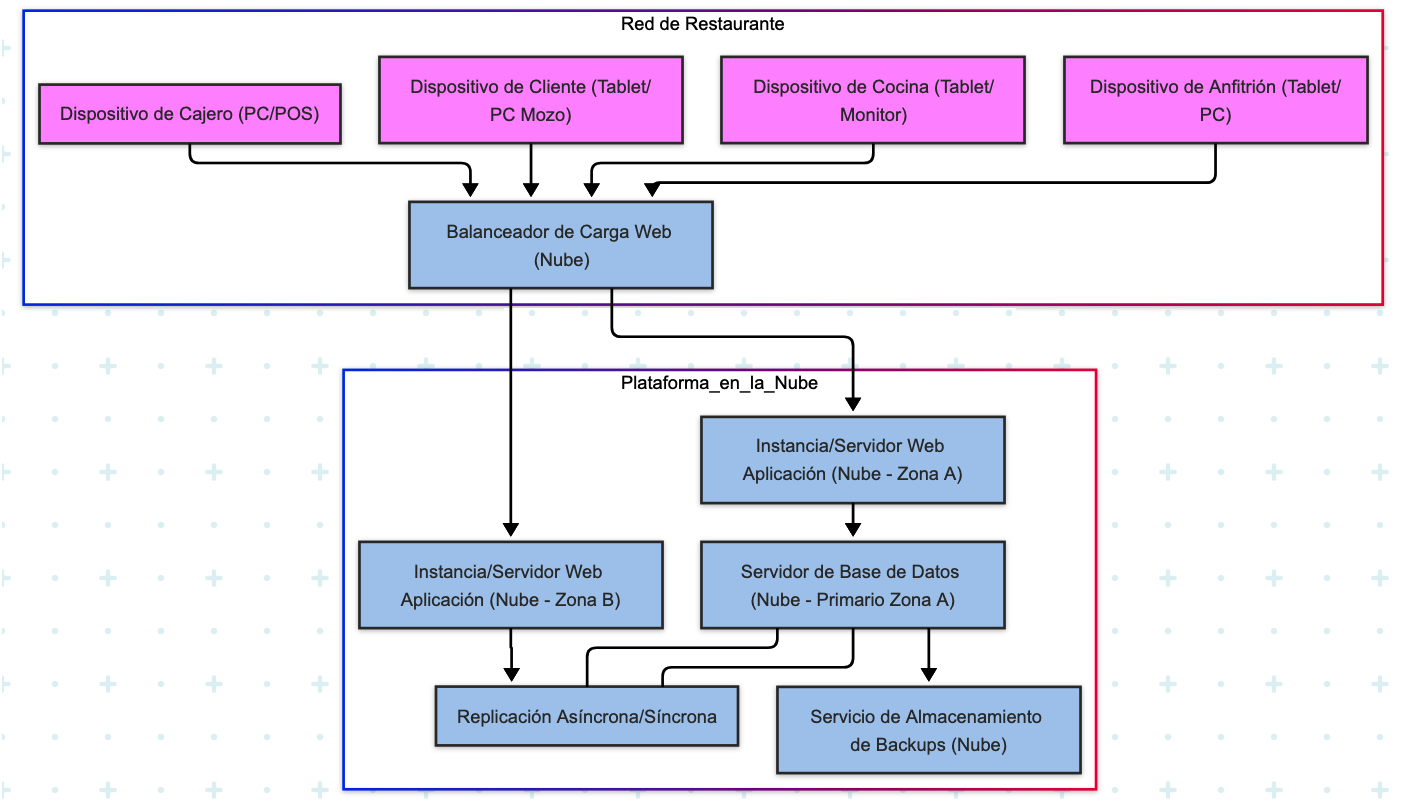 Red de Restaurante
Dispositivo de Cajero (PC/POS)
Dispositivo de Cliente (Tablet/
PC Mozo)
Dispositivo de Cocina (Tablet/
Monitor)
Dispositivo de Anfitrión (Tablet/
PC)
Balanceador de Carga Web
(Nube)
Plataforma_en_la_Nube
Instancia/Servidor Web
Aplicación (Nube - Zona A)
Instancia/Servidor Web
Aplicación (Nube - Zona B)
Servidor de Base de Datos
(Nube - Primario Zona A)
Replicación Asíncrona/Síncrona
Servicio de Almacenamiento
de Backups (Nube)